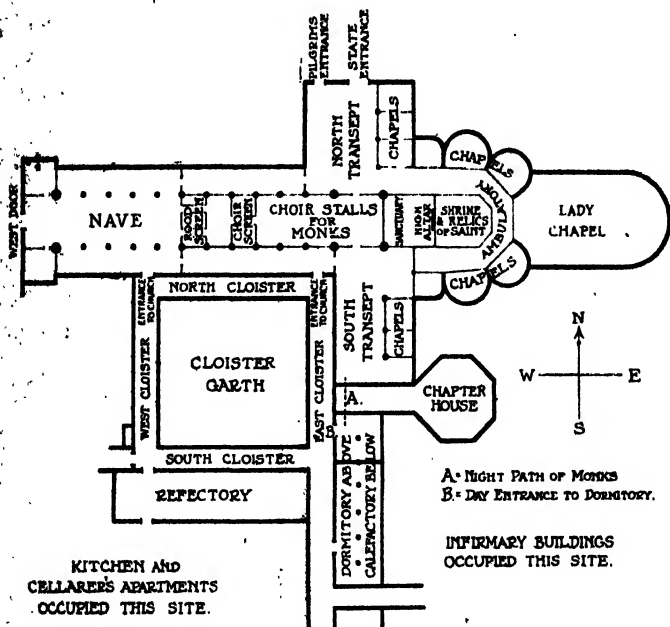 PILGRIMS
ENTRANCE
STATE
ENTRANCE
NORTH
TRANSEPT
CHAPELS
CHAPELS
WEST DOOR
NAVE
ROOD
SCREEN
CHOIR
SCREEN
CHOIR STALLS
FOR
MONKS
SANCTUARY
HIGH
ALTAR
SHRINE
& RELICS
OF SAINT
AMBULATORY
LADY
CHAPEL
CHAPELS
ENTRANCE
TO CHURCH
NORTH CLOISTER
ENTRANCE
TO CHURCH
SOUTH
TRANSEPT
CHAPELS
WEST CLOISTER
CLOISTER
GARTH
EAST CLOISTER
A.
B
CHAPTER
HOUSE
N
W
E
S
SOUTH CLOISTER
REFECTORY
DORMITORY ABOVE
CALEFACTORY BELOW
A= NIGHT PATH OF MONKS
B= DAY ENTRANCE TO DORMITORY.
INFIRMARY BUILDINGS
OCCUPIED THIS SITE.
KITCHEN AND
CELLARER'S APARTMENTS
OCCUPIED THIS SITE.